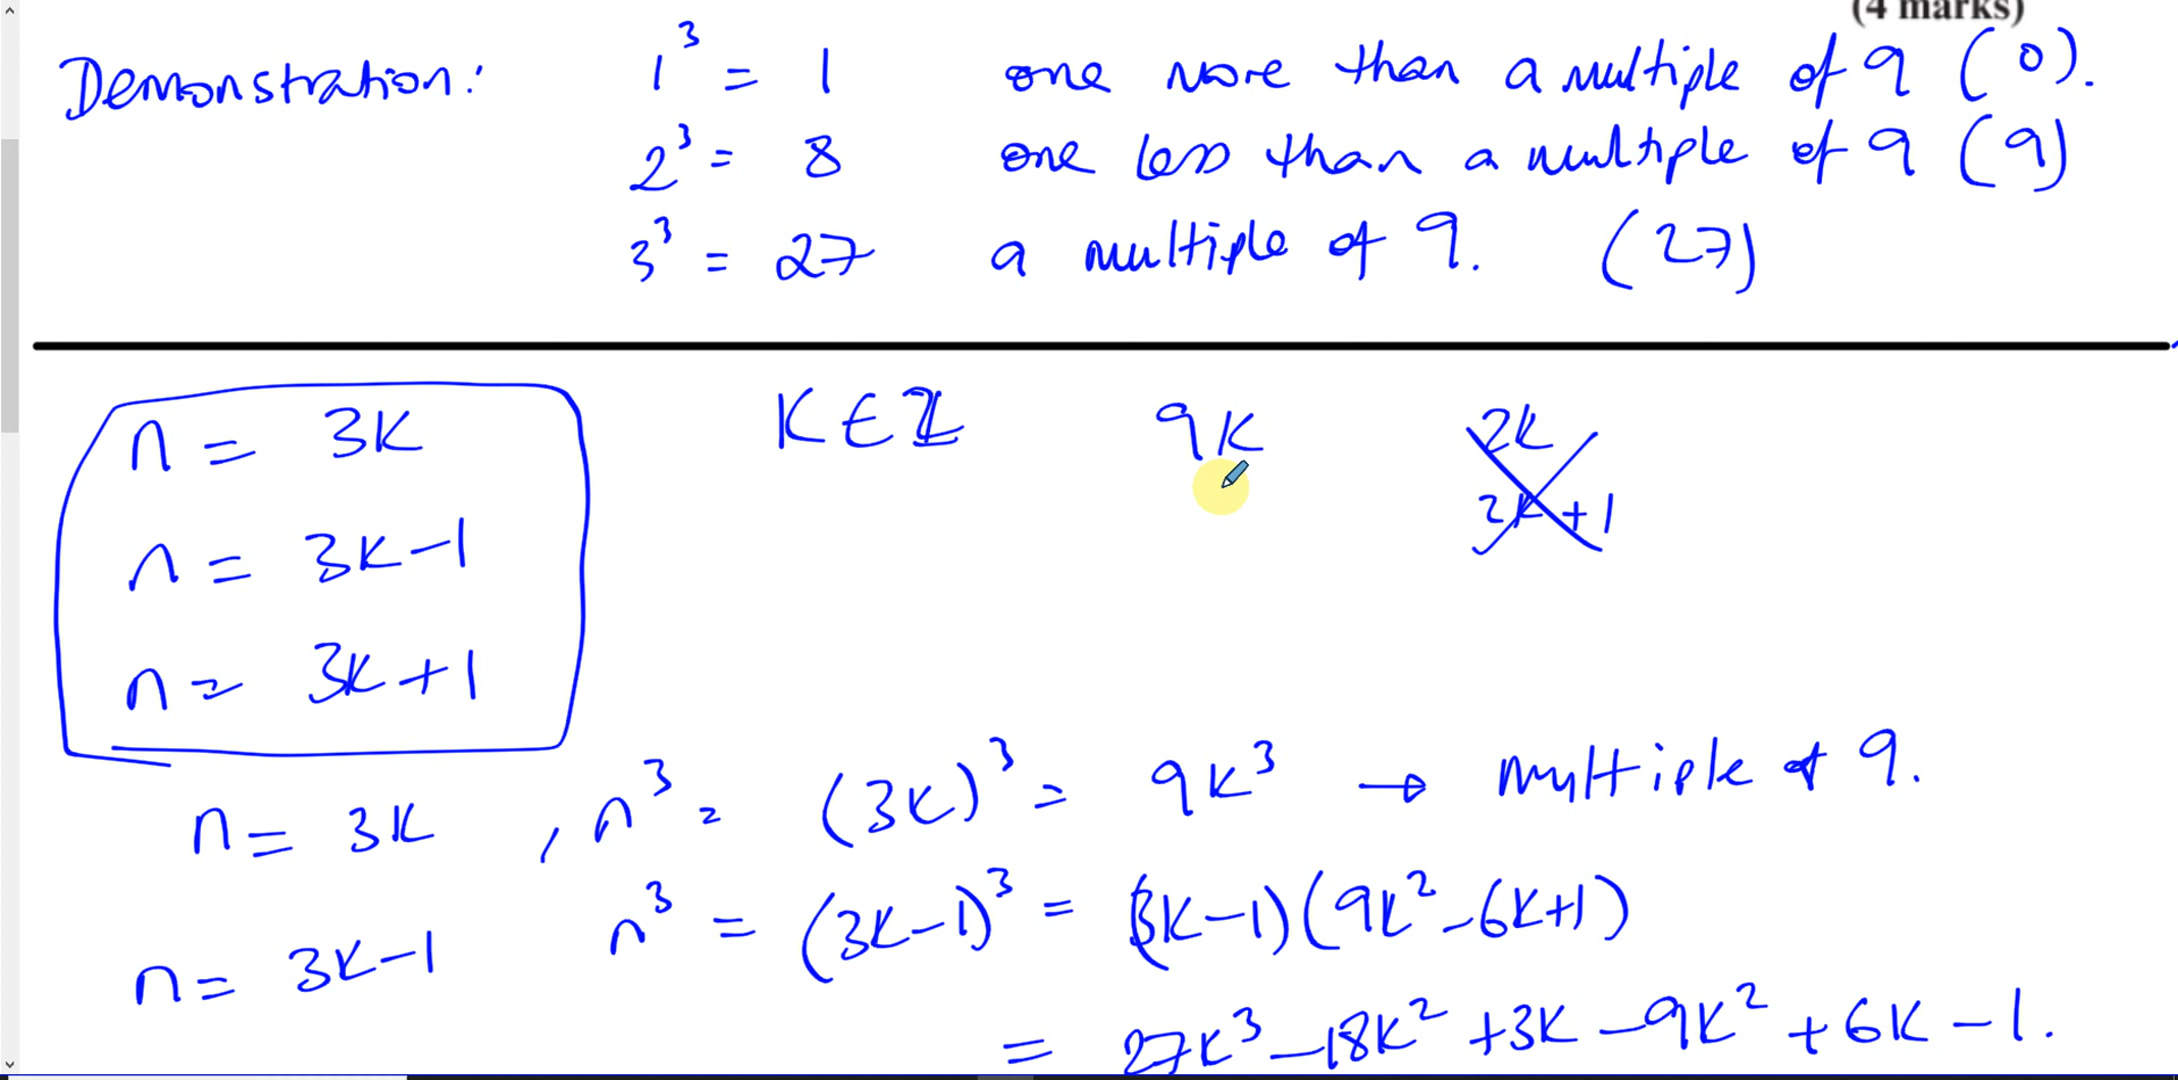 (4 marks)
Demonstration: 1³ = 1 one more than a multiple of 9 (0).
2³ = 8 one less than a multiple of 9 (9)
3³ = 27 a multiple of 9. (27)
n = 3k K ∈ ℤ 9k 2k
n = 3k-1 2k+1
n = 3k+1
n = 3k , n³ = (3k)³ = 9k³ → multiple of 9.
n = 3k-1 n³ = (3k-1)³ = (3k-1)(9k²-6k+1)
= 27k³-18k²+3k-9k²+6k-1.